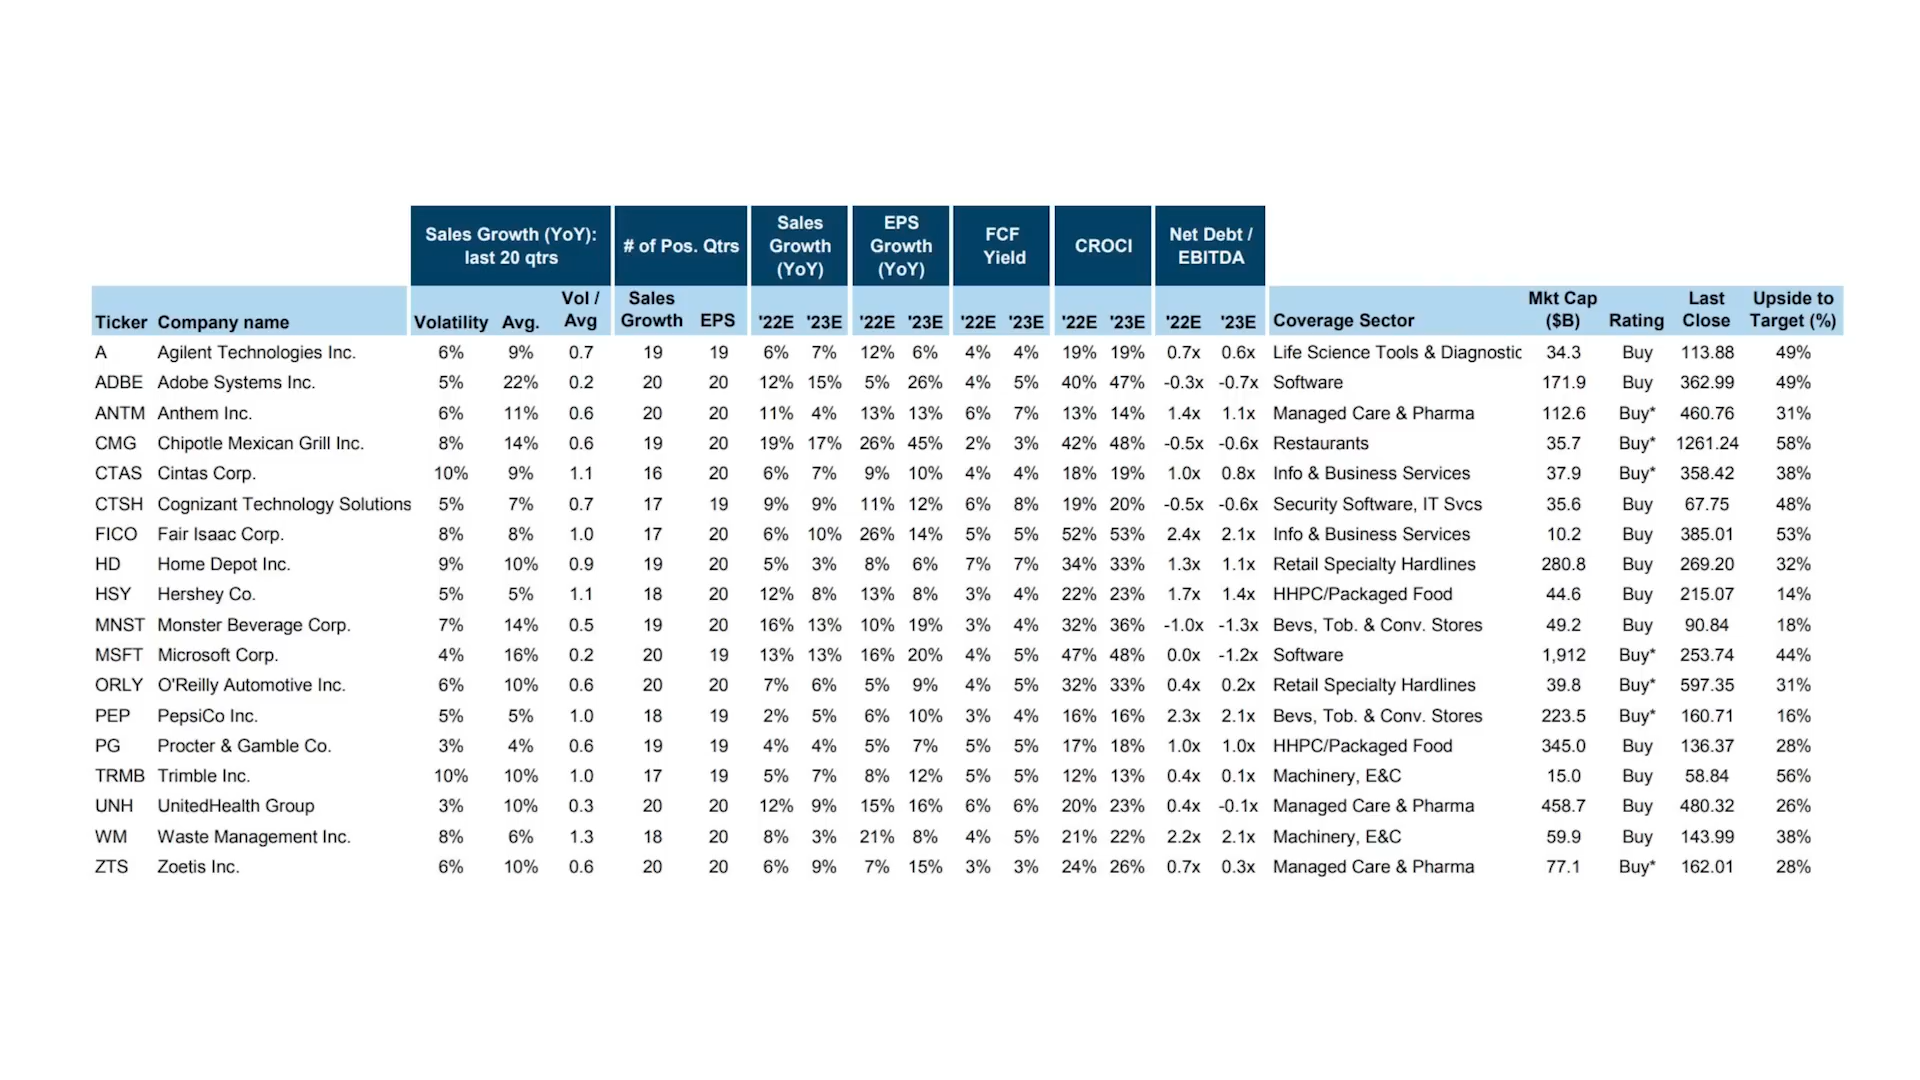 Sales Growth (YoY): last 20 qtrs # of Pos. Qtrs Sales Growth (YoY) EPS Growth (YoY) FCF Yield CROCI Net Debt / EBITDA
Ticker Company name Volatility Avg. Vol / Avg Sales Growth EPS '22E '23E '22E '23E '22E '23E '22E '23E '22E '23E Coverage Sector Mkt Cap ($B) Rating Last Close Upside to Target (%)
A Agilent Technologies Inc. 6% 9% 0.7 19 19 6% 7% 12% 6% 4% 4% 19% 19% 0.7x 0.6x Life Science Tools & Diagnostic 34.3 Buy 113.88 49%
ADBE Adobe Systems Inc. 5% 22% 0.2 20 20 12% 15% 5% 26% 4% 5% 40% 47% -0.3x -0.7x Software 171.9 Buy 362.99 49%
ANTM Anthem Inc. 6% 11% 0.6 20 20 11% 4% 13% 13% 6% 7% 13% 14% 1.4x 1.1x Managed Care & Pharma 112.6 Buy* 460.76 31%
CMG Chipotle Mexican Grill Inc. 8% 14% 0.6 19 20 19% 17% 26% 45% 2% 3% 42% 48% -0.5x -0.6x Restaurants 35.7 Buy* 1261.24 58%
CTAS Cintas Corp. 10% 9% 1.1 16 20 6% 7% 9% 10% 4% 4% 18% 19% 1.0x 0.8x Info & Business Services 37.9 Buy* 358.42 38%
CTSH Cognizant Technology Solutions 5% 7% 0.7 17 19 9% 9% 11% 12% 6% 8% 19% 20% -0.5x -0.6x Security Software, IT Svcs 35.6 Buy 67.75 48%
FICO Fair Isaac Corp. 8% 8% 1.0 17 20 6% 10% 26% 14% 5% 5% 52% 53% 2.4x 2.1x Info & Business Services 10.2 Buy 385.01 53%
HD Home Depot Inc. 9% 10% 0.9 19 20 5% 3% 8% 6% 7% 7% 34% 33% 1.3x 1.1x Retail Specialty Hardlines 280.8 Buy 269.20 32%
HSY Hershey Co. 5% 5% 1.1 18 20 12% 8% 13% 8% 3% 4% 22% 23% 1.7x 1.4x HHPC/Packaged Food 44.6 Buy 215.07 14%
MNST Monster Beverage Corp. 7% 14% 0.5 19 20 16% 13% 10% 19% 3% 4% 32% 36% -1.0x -1.3x Bevs, Tob. & Conv. Stores 49.2 Buy 90.84 18%
MSFT Microsoft Corp. 4% 16% 0.2 20 19 13% 13% 16% 20% 4% 5% 47% 48% 0.0x -1.2x Software 1,912 Buy* 253.74 44%
ORLY O'Reilly Automotive Inc. 6% 10% 0.6 20 20 7% 6% 5% 9% 4% 5% 32% 33% 0.4x 0.2x Retail Specialty Hardlines 39.8 Buy* 597.35 31%
PEP PepsiCo Inc. 5% 5% 1.0 18 19 2% 5% 6% 10% 3% 4% 16% 16% 2.3x 2.1x Bevs, Tob. & Conv. Stores 223.5 Buy* 160.71 16%
PG Procter & Gamble Co. 3% 4% 0.6 19 19 4% 4% 5% 7% 5% 5% 17% 18% 1.0x 1.0x HHPC/Packaged Food 345.0 Buy 136.37 28%
TRMB Trimble Inc. 10% 10% 1.0 17 19 5% 7% 8% 12% 5% 5% 12% 13% 0.4x 0.1x Machinery, E&C 15.0 Buy 58.84 56%
UNH UnitedHealth Group 3% 10% 0.3 20 20 12% 9% 15% 16% 6% 6% 20% 23% 0.4x -0.1x Managed Care & Pharma 458.7 Buy 480.32 26%
WM Waste Management Inc. 8% 6% 1.3 18 20 8% 3% 21% 8% 4% 5% 21% 22% 2.2x 2.1x Machinery, E&C 59.9 Buy 143.99 38%
ZTS Zoetis Inc. 6% 10% 0.6 20 20 6% 9% 7% 15% 3% 3% 24% 26% 0.7x 0.3x Managed Care & Pharma 77.1 Buy* 162.01 28%